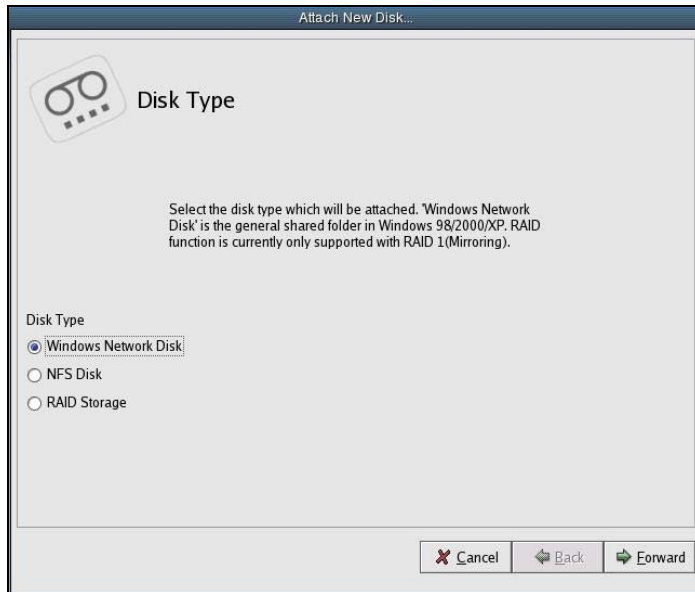 Attach New Disk...
Disk Type
Select the disk type which will be attached. 'Windows Network
Disk' is the general shared folder in Windows 98/2000/XP. RAID
function is currently only supported with RAID 1(Mirroring).
Disk Type
Windows Network Disk
NFS Disk
RAID Storage
Cancel
Back
Forward